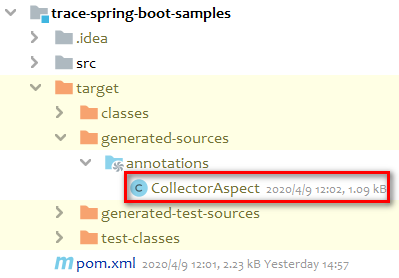 trace-spring-boot-samples
.idea
src
target
classes
generated-sources
annotations
C CollectorAspect 2020/4/9 12:02, 1.09 kB
generated-test-sources
test-classes
m pom.xml 2020/4/9 12:01, 2.23 kB Yesterday 14:57